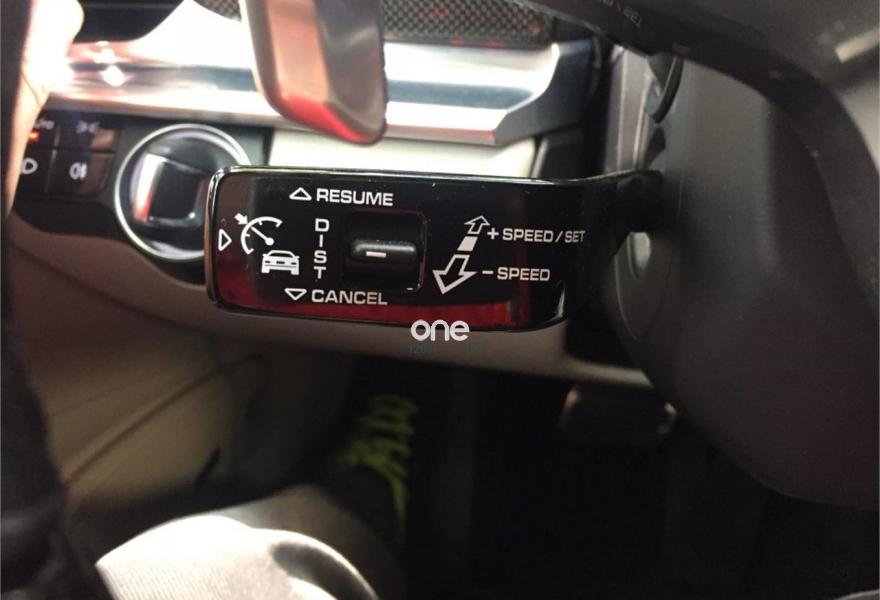 RESUME
DIST
+ SPEED / SET
- SPEED
CANCEL
one